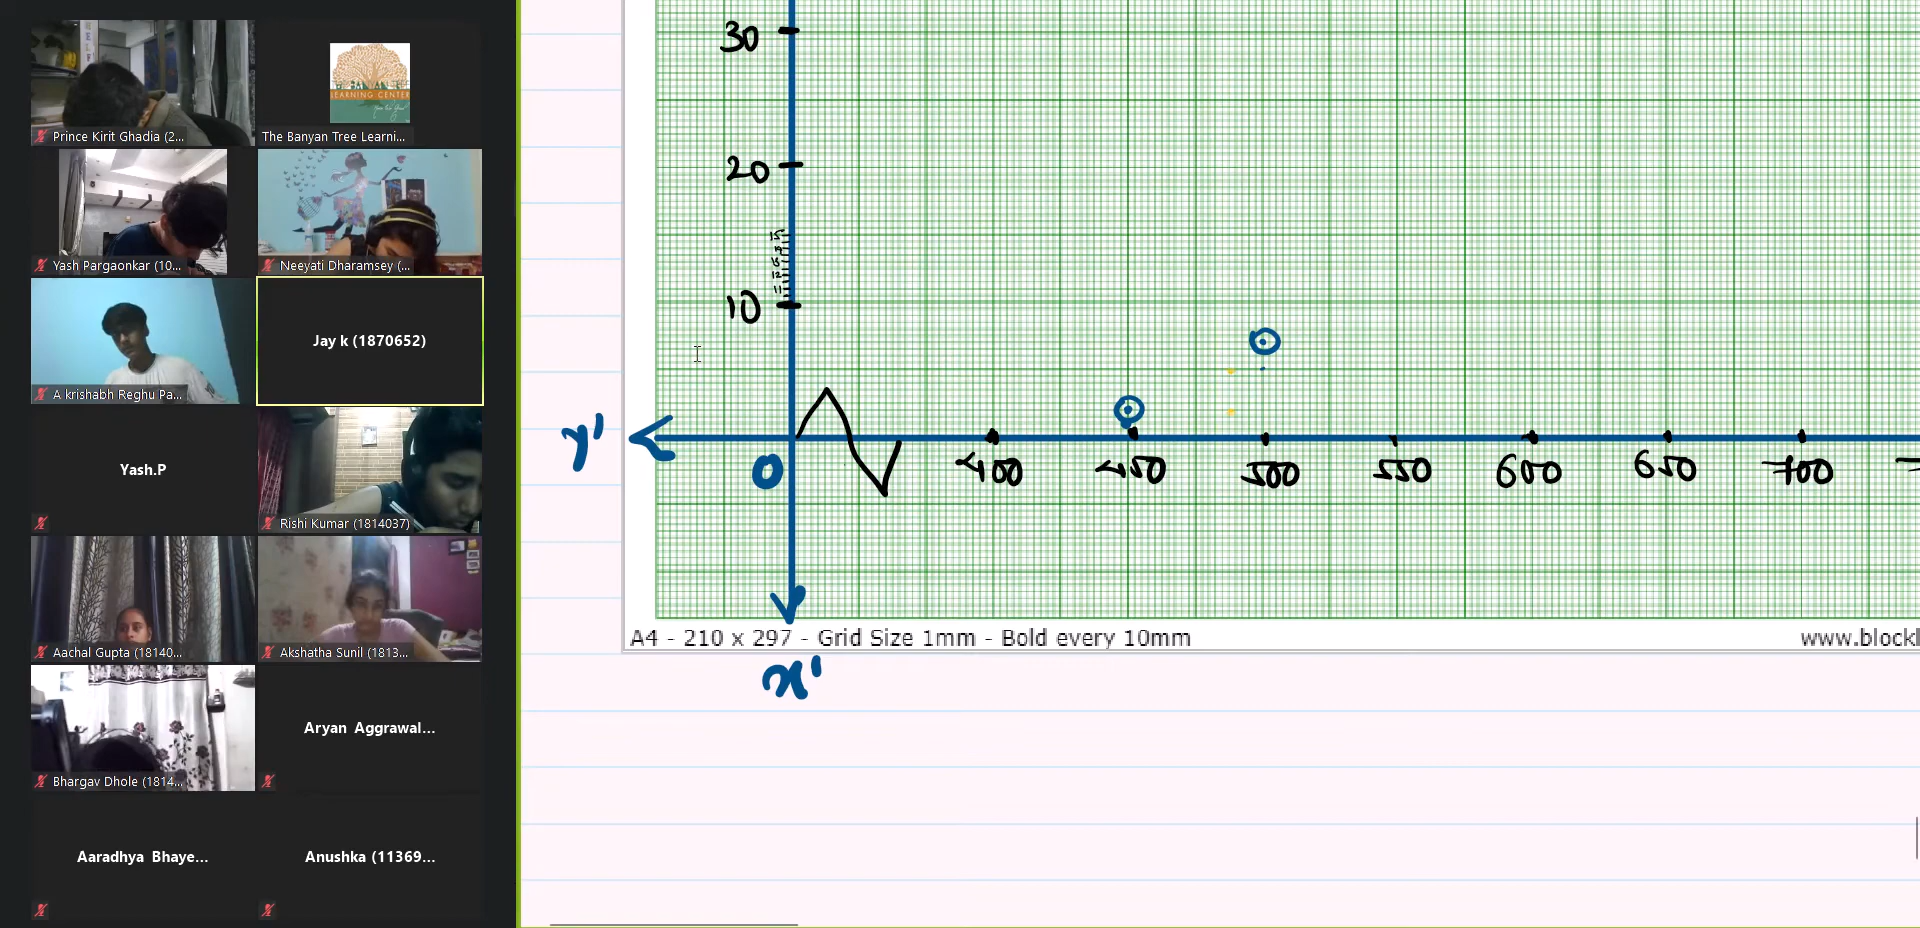 Prince Kirit Ghadia (2...
LEARNING CENTER
The Banyan Tree Learni...
Yash Pargaonkar (10...
Neeyati Dharamsey (...
A krishabh Reghu Pa...
Jay k (1870652)
Yash.P
Rishi Kumar (1814037)
Aachal Gupta (18140...
Akshatha Sunil (1813...
Bhargav Dhole (1814...
Aryan Aggrawal...
Aaradhya Bhaye...
Anushka (11369...
30
20
10
y'
0
400
450
500
550
600
650
700
A4 - 210 x 297 - Grid Size 1mm - Bold every 10mm
www.blockl
x'